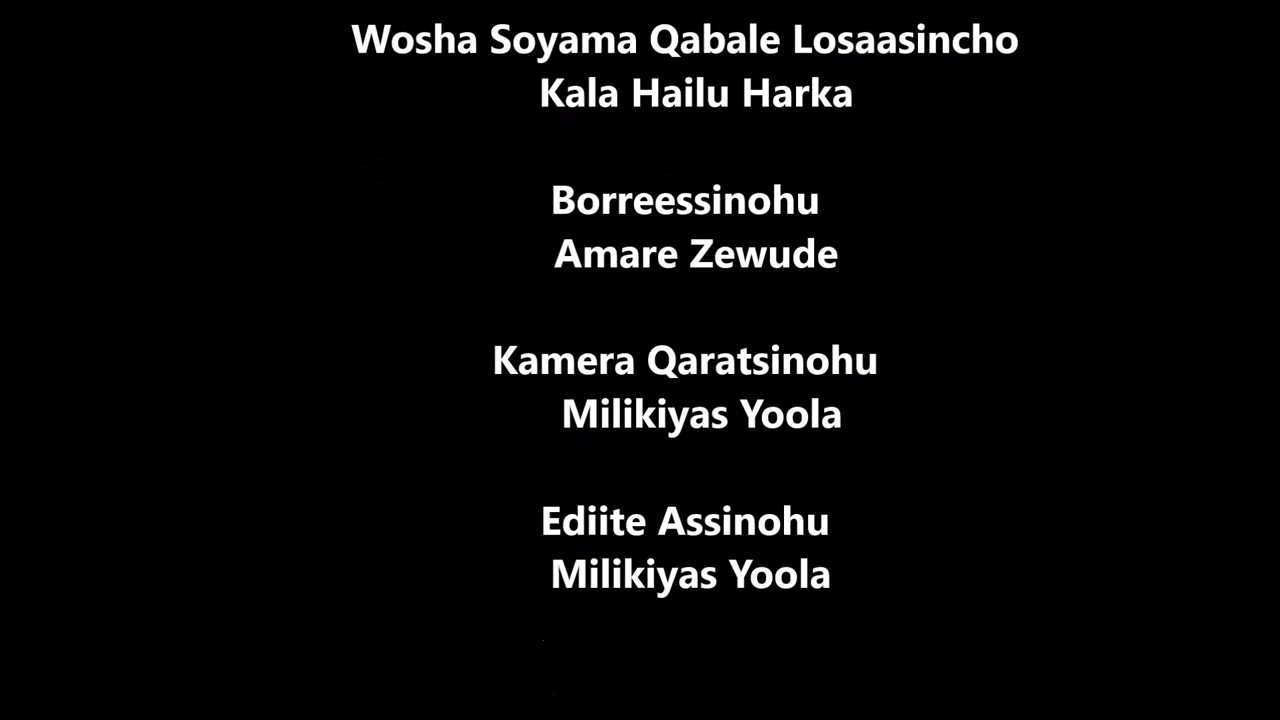 Wosha Soyama Qabale Losaasincho
Kala Hailu Harka
Borreessinohu
Amare Zewude
Kamera Qaratsinohu
Milikiyas Yoola
Ediite Assinohu
Milikiyas Yoola